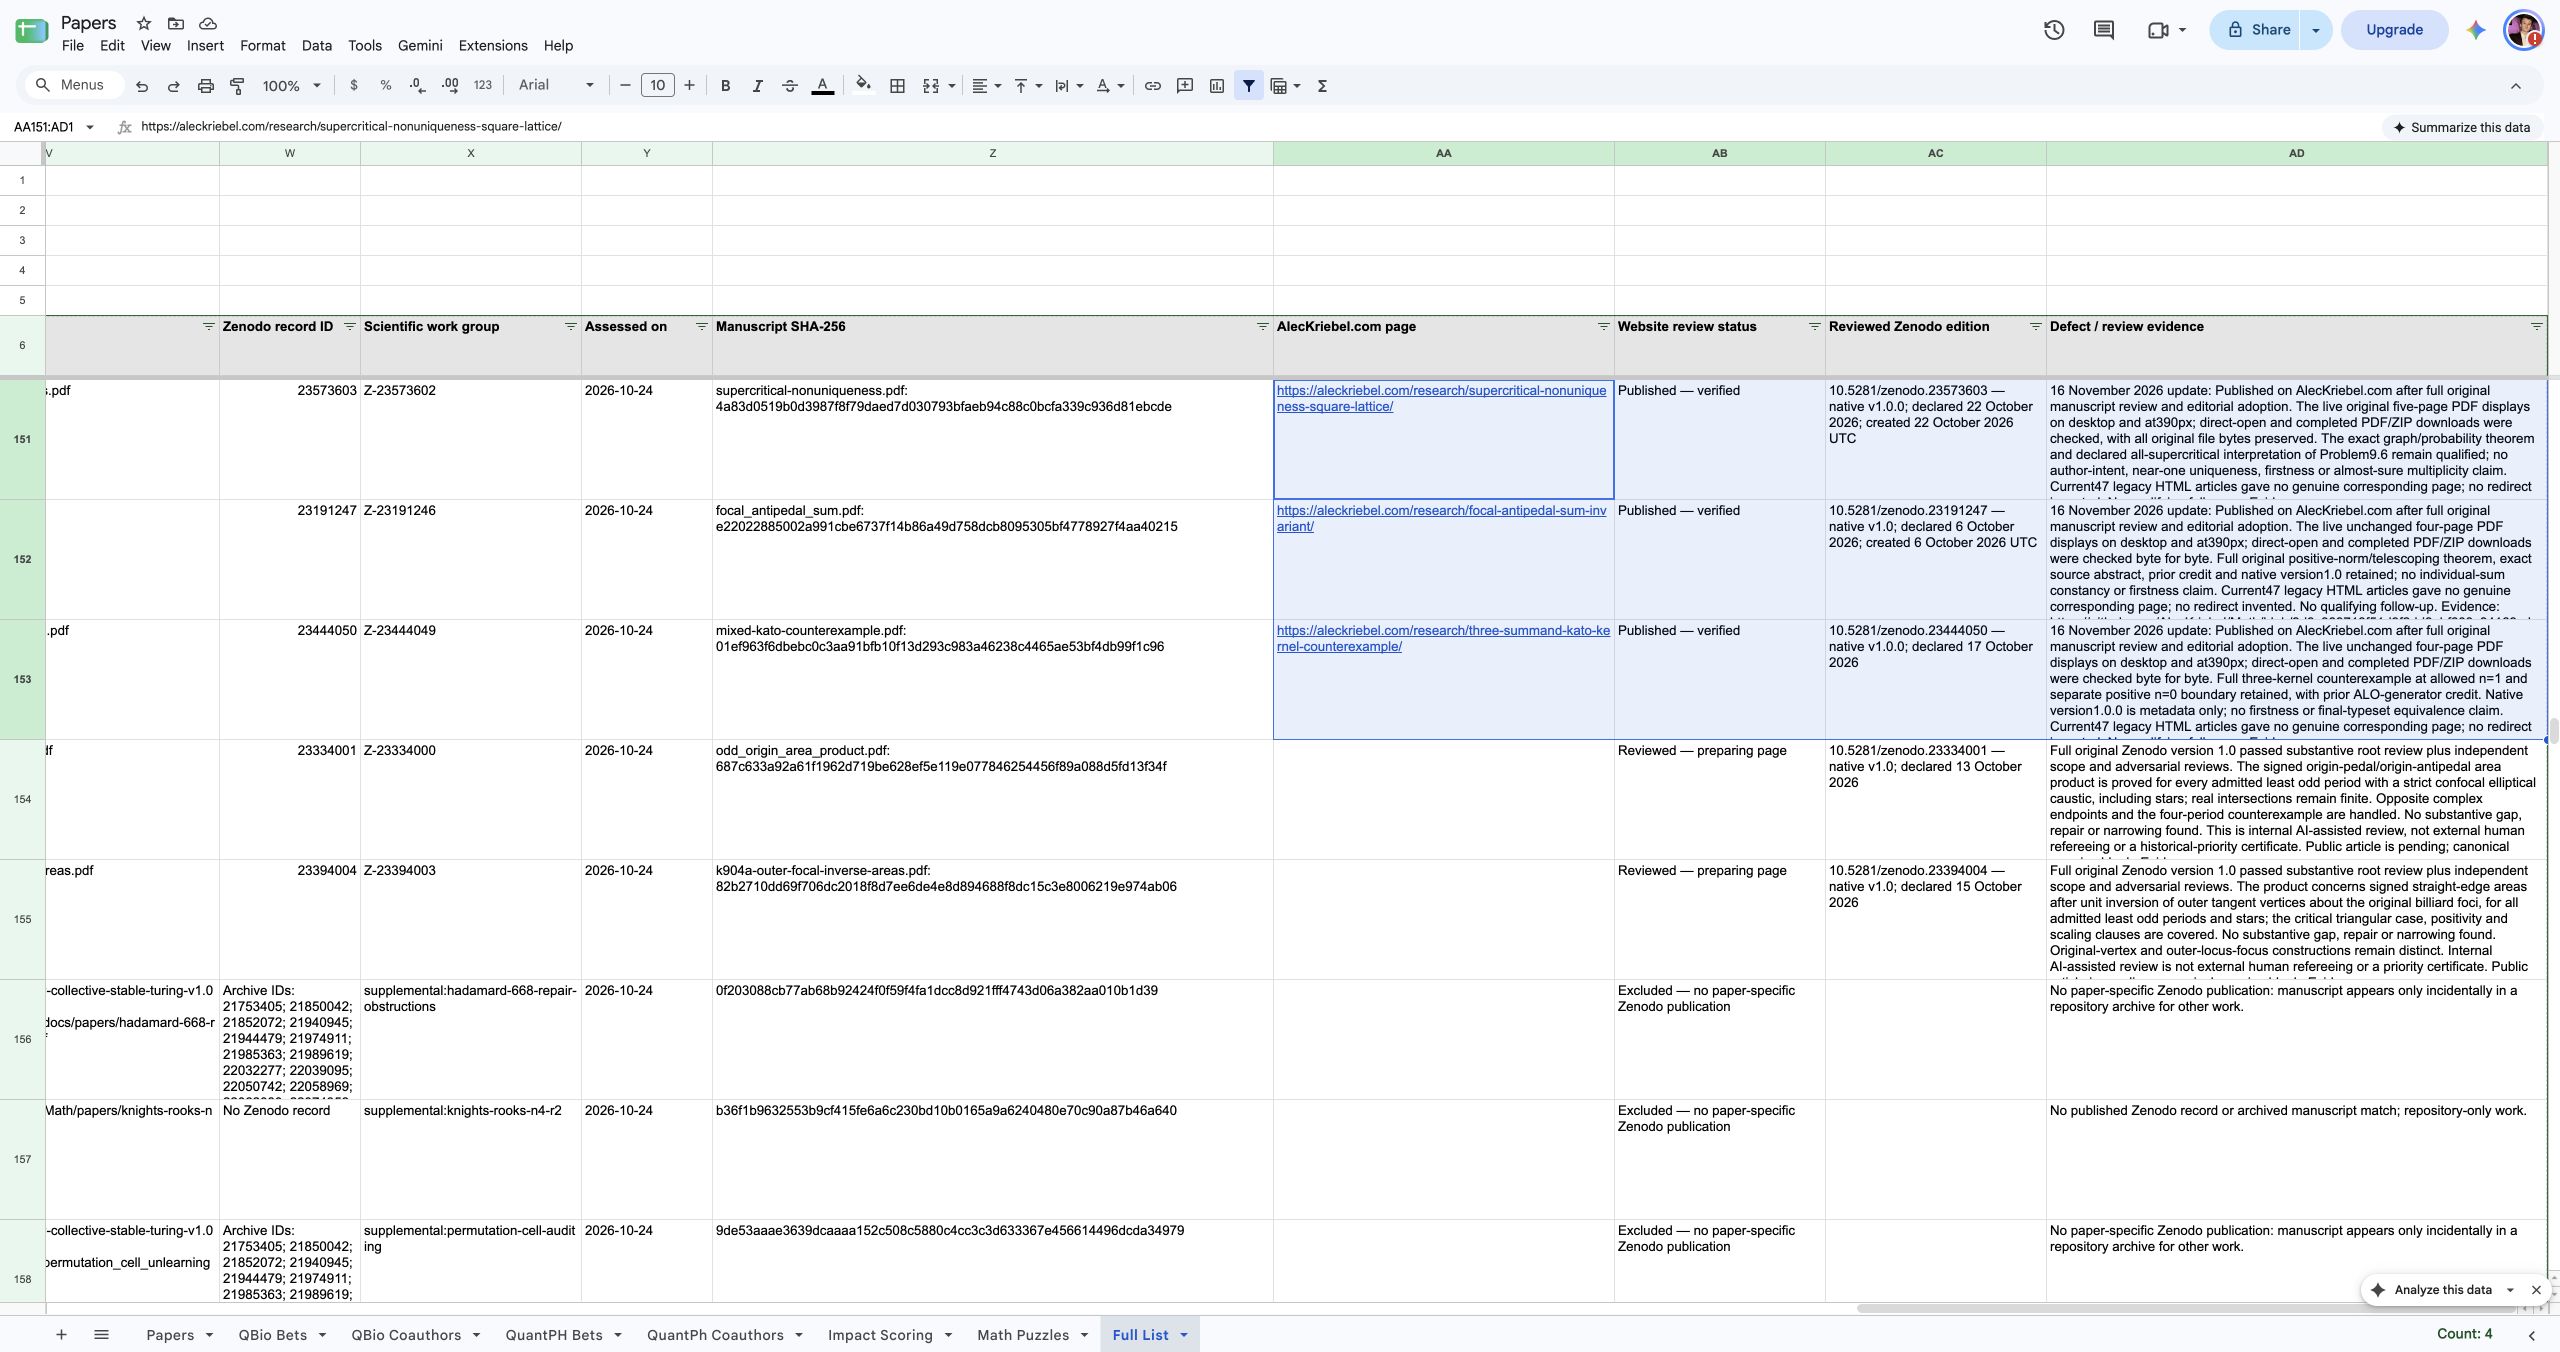 Papers
File Edit View Insert Format Data Tools Gemini Extensions Help
Share
Upgrade
Menus
100%
$ % .0 .00 123
Arial
10
B I A
AA151:AD1
fx https://aleckriebel.com/research/supercritical-nonuniqueness-square-lattice/
Summarize this data
V W X Y Z AA AB AC AD
1
2
3
4
5
6
Zenodo record ID
Scientific work group
Assessed on
Manuscript SHA-256
AlecKriebel.com page
Website review status
Reviewed Zenodo edition
Defect / review evidence
151
s.pdf
23573603
Z-23573602
2026-10-24
supercritical-nonuniqueness.pdf:
4a83d0519b0d3987f8f79daed7d030793bfaeb94c88c0bcfa339c936d81ebcde
https://aleckriebel.com/research/supercritical-nonunique
ness-square-lattice/
Published — verified
10.5281/zenodo.23573603 —
native v1.0.0; declared 22 October
2026; created 22 October 2026
UTC
16 November 2026 update: Published on AlecKriebel.com after full original
manuscript review and editorial adoption. The live original five-page PDF displays
on desktop and at390px; direct-open and completed PDF/ZIP downloads were
checked, with all original file bytes preserved. The exact graph/probability theorem
and declared all-supercritical interpretation of Problem9.6 remain qualified; no
author-intent, near-one uniqueness, firstness or almost-sure multiplicity claim.
Current47 legacy HTML articles gave no genuine corresponding page; no redirect
152
23191247
Z-23191246
2026-10-24
focal_antipedal_sum.pdf:
e22022885002a991cbe6737f14b86a49d758dcb8095305bf4778927f4aa40215
https://aleckriebel.com/research/focal-antipedal-sum-inv
ariant/
Published — verified
10.5281/zenodo.23191247 —
native v1.0; declared 6 October
2026; created 6 October 2026 UTC
16 November 2026 update: Published on AlecKriebel.com after full original
manuscript review and editorial adoption. The live unchanged four-page PDF
displays on desktop and at390px; direct-open and completed PDF/ZIP downloads
were checked byte for byte. Full original positive-norm/telescoping theorem, exact
source abstract, prior credit and native version1.0 retained; no individual-sum
constancy or firstness claim. Current47 legacy HTML articles gave no genuine
corresponding page; no redirect invented. No qualifying follow-up. Evidence:
153
.pdf
23444050
Z-23444049
2026-10-24
mixed-kato-counterexample.pdf:
01ef963f6dbebc0c3aa91bfb10f13d293c983a46238c4465ae53bf4db99f1c96
https://aleckriebel.com/research/three-summand-kato-ke
rnel-counterexample/
Published — verified
10.5281/zenodo.23444050 —
native v1.0.0; declared 17 October
2026
16 November 2026 update: Published on AlecKriebel.com after full original
manuscript review and editorial adoption. The live unchanged four-page PDF
displays on desktop and at390px; direct-open and completed PDF/ZIP downloads
were checked byte for byte. Full three-kernel counterexample at allowed n=1 and
separate positive n=0 boundary retained, with prior ALO-generator credit. Native
version1.0.0 is metadata only; no firstness or final-typeset equivalence claim.
Current47 legacy HTML articles gave no genuine corresponding page; no redirect
154
df
23334001
Z-23334000
2026-10-24
odd_origin_area_product.pdf:
687c633a92a61f1962d719be628ef5e119e077846254456f89a088d5fd13f34f
Reviewed — preparing page
10.5281/zenodo.23334001 —
native v1.0; declared 13 October
2026
Full original Zenodo version 1.0 passed substantive root review plus independent
scope and adversarial reviews. The signed origin-pedal/origin-antipedal area
product is proved for every admitted least odd period with a strict confocal elliptical
caustic, including stars; real intersections remain finite. Opposite complex
endpoints and the four-period counterexample are handled. No substantive gap,
repair or narrowing found. This is internal AI-assisted review, not external human
refereeing or a historical-priority certificate. Public article is pending; canonical
155
reas.pdf
23394004
Z-23394003
2026-10-24
k904a-outer-focal-inverse-areas.pdf:
82b2710dd69f706dc2018f8d7ee6de4e8d894688f8dc15c3e8006219e974ab06
Reviewed — preparing page
10.5281/zenodo.23394004 —
native v1.0; declared 15 October
2026
Full original Zenodo version 1.0 passed substantive root review plus independent
scope and adversarial reviews. The product concerns signed straight-edge areas
after unit inversion of outer tangent vertices about the original billiard foci, for all
admitted least odd periods and stars; the critical triangular case, positivity and
scaling clauses are covered. No substantive gap, repair or narrowing found.
Original-vertex and outer-locus-focus constructions remain distinct. Internal
AI-assisted review is not external human refereeing or a priority certificate. Public
156
-collective-stable-turing-v1.0
docs/papers/hadamard-668-r
Archive IDs:
21753405; 21850042;
21852072; 21940945;
21944479; 21974911;
21985363; 21989619;
22032277; 22039095;
22050742; 22058969;
supplemental:hadamard-668-repair-
obstructions
2026-10-24
0f203088cb77ab68b92424f0f59f4fa1dcc8d921fff4743d06a382aa010b1d39
Excluded — no paper-specific
Zenodo publication
No paper-specific Zenodo publication: manuscript appears only incidentally in a
repository archive for other work.
157
Math/papers/knights-rooks-n
No Zenodo record
supplemental:knights-rooks-n4-r2
2026-10-24
b36f1b9632553b9cf415fe6a6c230bd10b0165a9a6240480e70c90a87b46a640
Excluded — no paper-specific
Zenodo publication
No published Zenodo record or archived manuscript match; repository-only work.
158
-collective-stable-turing-v1.0
permutation_cell_unlearning
Archive IDs:
21753405; 21850042;
21852072; 21940945;
21944479; 21974911;
21985363; 21989619;
supplemental:permutation-cell-audit
ing
2026-10-24
9de53aaae3639dcaaaa152c508c5880c4cc3c3d633367e456614496dcda34979
Excluded — no paper-specific
Zenodo publication
No paper-specific Zenodo publication: manuscript appears only incidentally in a
repository archive for other work.
Analyze this data
Papers QBio Bets QBio Coauthors QuantPH Bets QuantPh Coauthors Impact Scoring Math Puzzles Full List
Count: 4